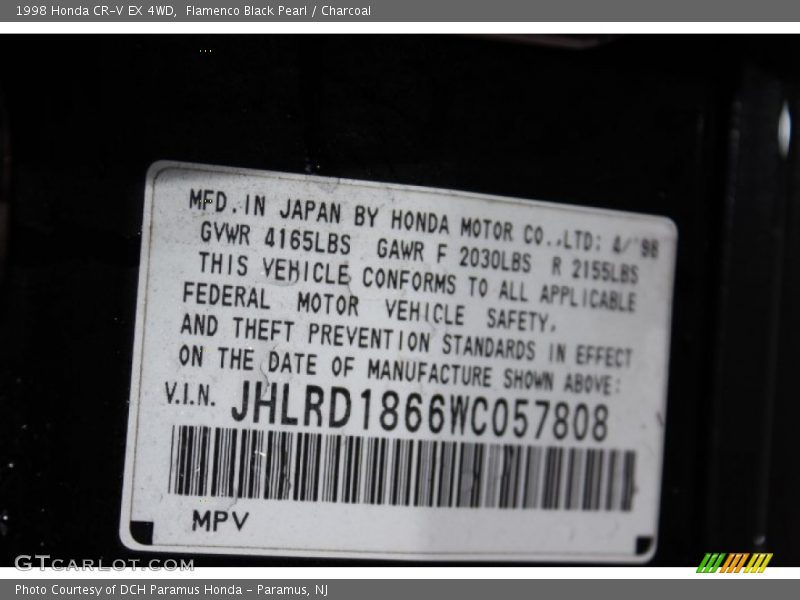 1998 Honda CR-V EX 4WD, Flamenco Black Pearl / Charcoal
MFD. IN JAPAN BY HONDA MOTOR CO.,LTD: 4/'98
GVWR 4165LBS GAWR F 2030LBS R 2155LBS
THIS VEHICLE CONFORMS TO ALL APPLICABLE
FEDERAL MOTOR VEHICLE SAFETY,
AND THEFT PREVENTION STANDARDS IN EFFECT
ON THE DATE OF MANUFACTURE SHOWN ABOVE:
V.I.N. JHLRD1866WC057808
MPV
GTCARLOT.COM
Photo Courtesy of DCH Paramus Honda - Paramus, NJ